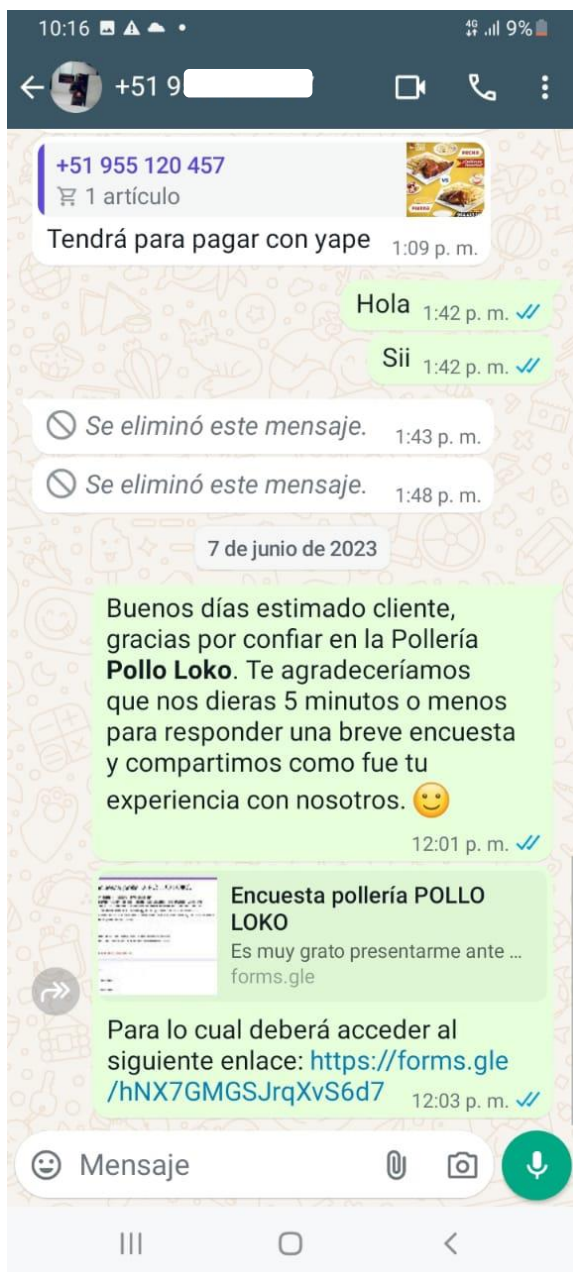 10:16
4G 9%
+51 9
+51 955 120 457
1 artículo
Tendrá para pagar con yape 1:09 p. m.
Hola 1:42 p. m.
Sii 1:42 p. m.
Se eliminó este mensaje. 1:43 p. m.
Se eliminó este mensaje. 1:48 p. m.
7 de junio de 2023
Buenos días estimado cliente,
gracias por confiar en la Pollería
Pollo Loko. Te agradeceríamos
que nos dieras 5 minutos o menos
para responder una breve encuesta
y compartimos como fue tu
experiencia con nosotros.
12:01 p. m.
Encuesta pollería POLLO
LOKO
Es muy grato presentarme ante ...
forms.gle
Para lo cual deberá acceder al
siguiente enlace: https://forms.gle
/hNX7GMGSJrqXvS6d7 12:03 p. m.
Mensaje